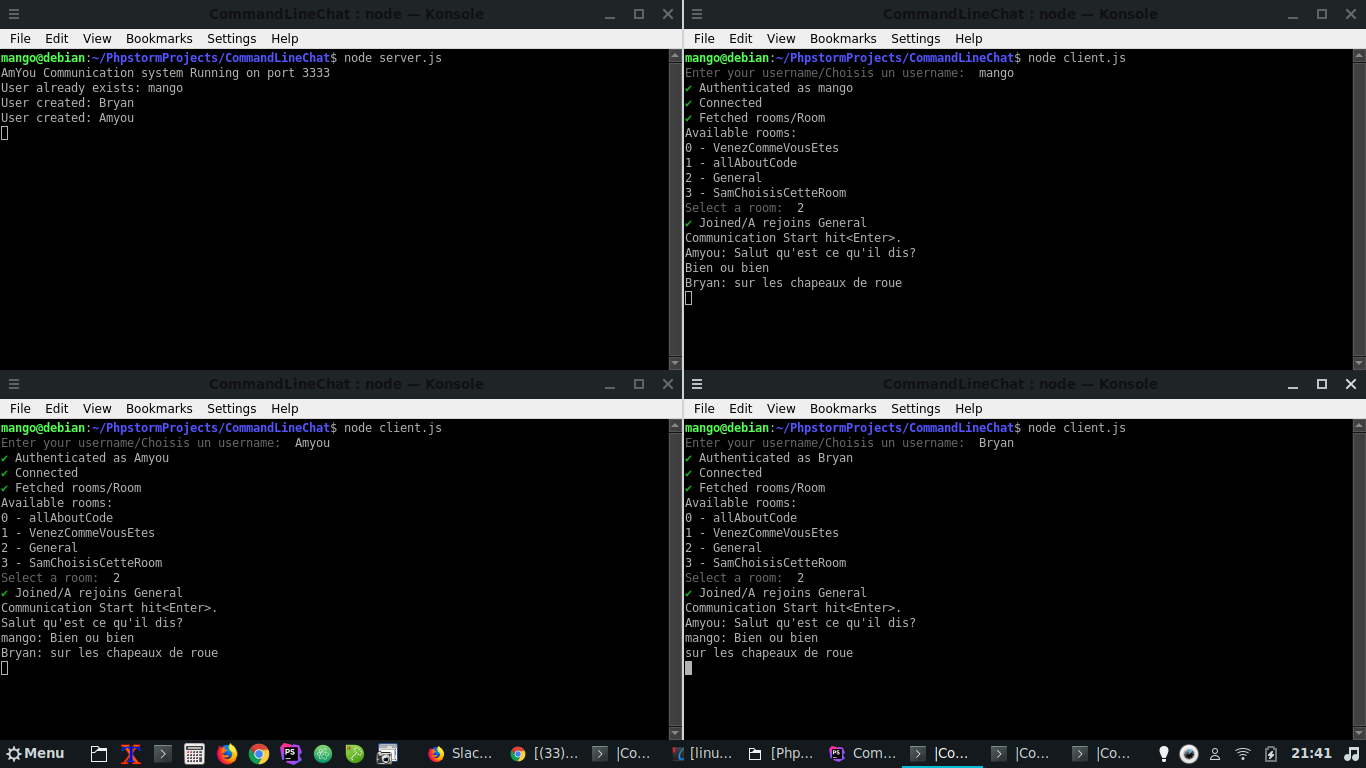 CommandLineChat : node — Konsole
File Edit View Bookmarks Settings Help
mango@debian:~/PhpstormProjects/CommandLineChat$ node server.js
AmYou Communication system Running on port 3333
User already exists: mango
User created: Bryan
User created: Amyou
CommandLineChat : node — Konsole
File Edit View Bookmarks Settings Help
mango@debian:~/PhpstormProjects/CommandLineChat$ node client.js
Enter your username/Choisis un username:  mango
✔ Authenticated as mango
✔ Connected
✔ Fetched rooms/Room
Available rooms:
0 - VenezCommeVousEtes
1 - allAboutCode
2 - General
3 - SamChoisisCetteRoom
Select a room:  2
✔ Joined/A rejoins General
Communication Start hit<Enter>.
Amyou: Salut qu'est ce qu'il dis?
Bien ou bien
Bryan: sur les chapeaux de roue
CommandLineChat : node — Konsole
File Edit View Bookmarks Settings Help
mango@debian:~/PhpstormProjects/CommandLineChat$ node client.js
Enter your username/Choisis un username:  Amyou
✔ Authenticated as Amyou
✔ Connected
✔ Fetched rooms/Room
Available rooms:
0 - allAboutCode
1 - VenezCommeVousEtes
2 - General
3 - SamChoisisCetteRoom
Select a room:  2
✔ Joined/A rejoins General
Communication Start hit<Enter>.
Salut qu'est ce qu'il dis?
mango: Bien ou bien
Bryan: sur les chapeaux de roue
CommandLineChat : node — Konsole
File Edit View Bookmarks Settings Help
mango@debian:~/PhpstormProjects/CommandLineChat$ node client.js
Enter your username/Choisis un username:  Bryan
✔ Authenticated as Bryan
✔ Connected
✔ Fetched rooms/Room
Available rooms:
0 - allAboutCode
1 - VenezCommeVousEtes
2 - General
3 - SamChoisisCetteRoom
Select a room:  2
✔ Joined/A rejoins General
Communication Start hit<Enter>.
Amyou: Salut qu'est ce qu'il dis?
mango: Bien ou bien
sur les chapeaux de roue
Menu PS Slac... [(33)... |Co... [linu... [Php... Com... |Co... |Co... |Co... 21:41